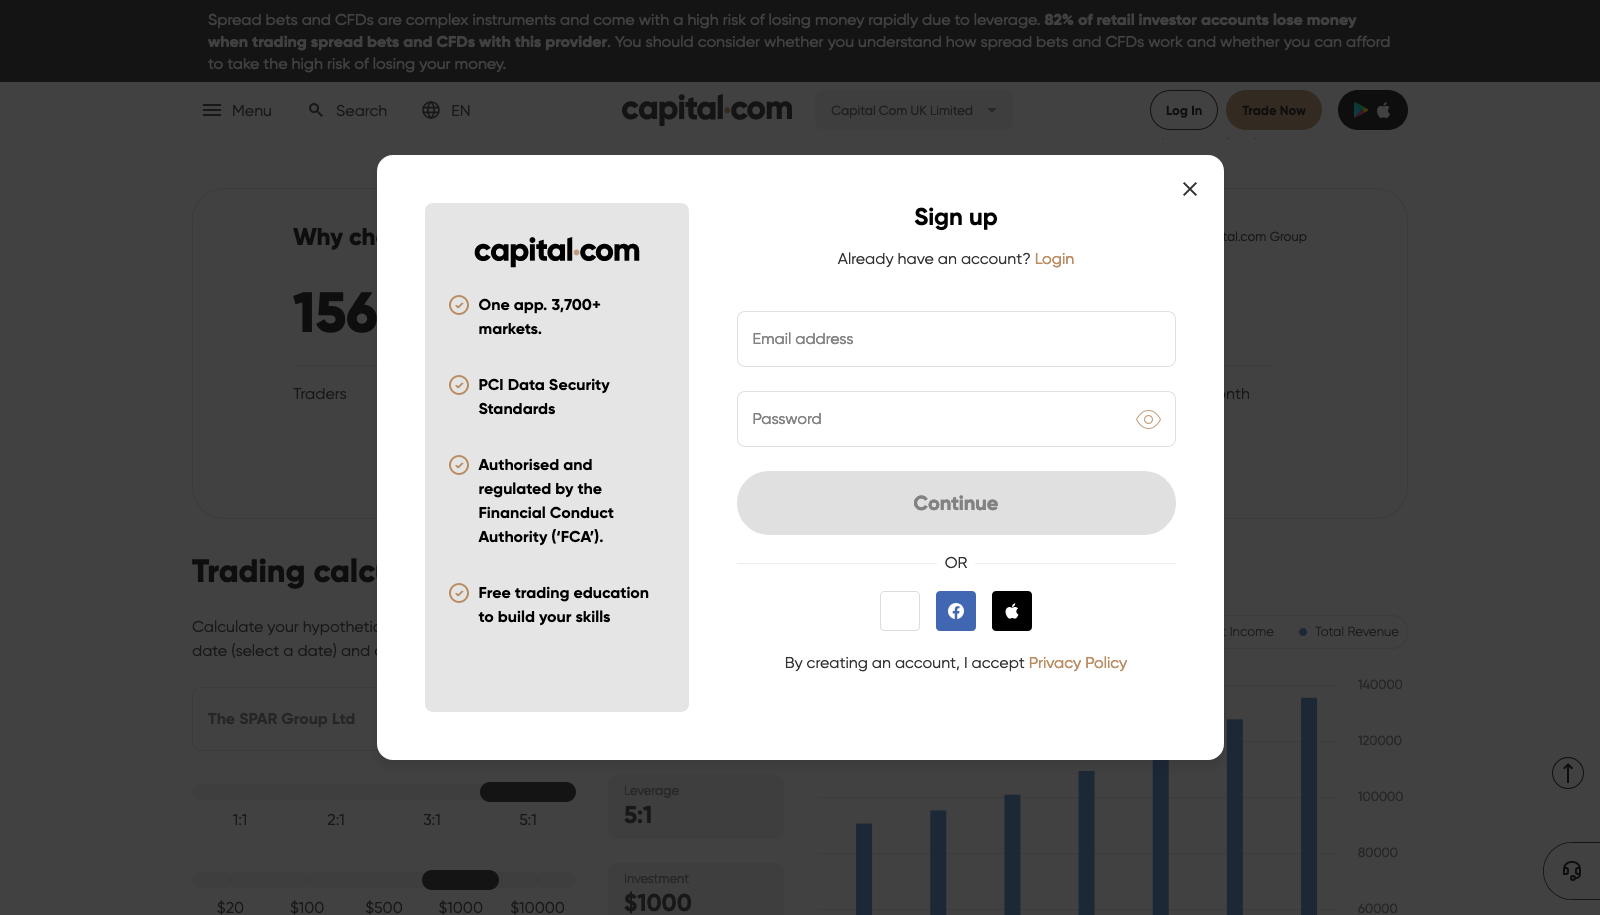 Spread bets and CFDs are complex instruments and come with a high risk of losing money rapidly due to leverage. 82% of retail investor accounts lose money
when trading spread bets and CFDs with this provider. You should consider whether you understand how spread bets and CFDs work and whether you can afford
to take the high risk of losing your money.
Menu
Search
EN
capital.com
Capital Com UK Limited
Log In
Trade Now
Why
156
Traders
Sign up
Already have an account? Login
capital.com
One app. 3,700+
markets.
PCI Data Security
Standards
Authorised and
regulated by the
Financial Conduct
Authority (‘FCA’).
Free trading education
to build your skills
Email address
Password
Continue
OR
By creating an account, I accept Privacy Policy
Group
Trading
Calculate your
date (select a date) and
The SPAR Group Ltd
1:1
2:1
3:1
5:1
$20
$100
$500
$1000
$10000
Leverage
5:1
Investment
$1000
Income
Total Revenue
140000
120000
100000
80000
60000